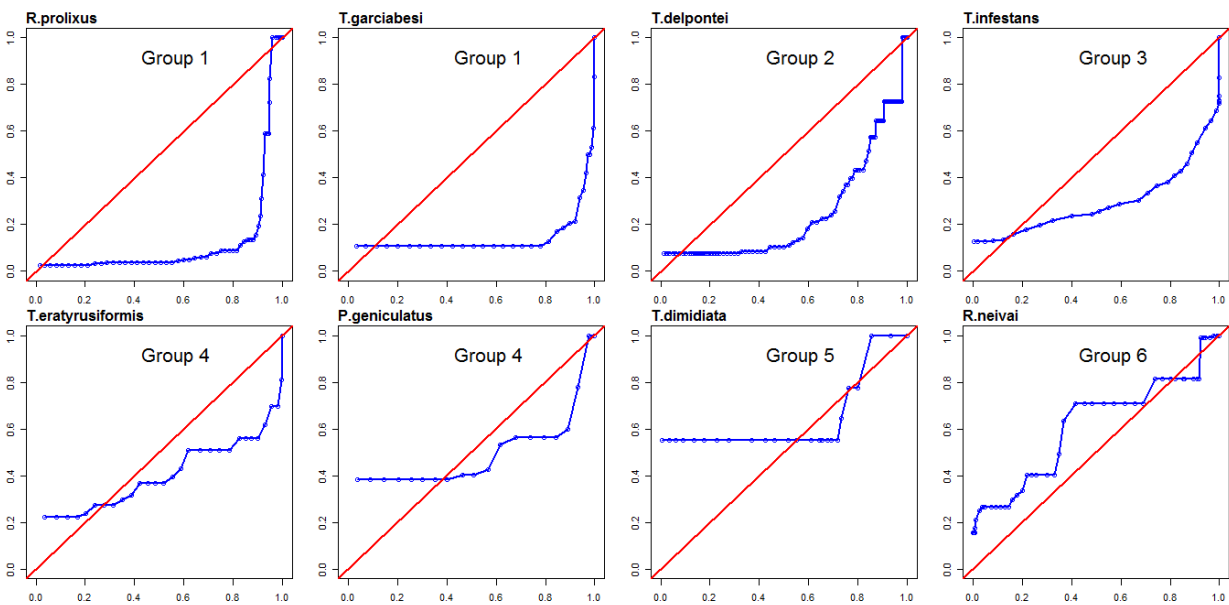 R.prolixus T.garciabesi T.delpontei T.infestans
Group 1 Group 1 Group 2 Group 3
1.0 1.0 1.0 1.0
0.8 0.8 0.8 0.8
0.6 0.6 0.6 0.6
0.4 0.4 0.4 0.4
0.2 0.2 0.2 0.2
0.0 0.0 0.0 0.0
0.0 0.2 0.4 0.6 0.8 1.0 0.0 0.2 0.4 0.6 0.8 1.0 0.0 0.2 0.4 0.6 0.8 1.0 0.0 0.2 0.4 0.6 0.8 1.0
T.eratyrusiformis P.geniculatus T.dimidiata R.neivai
Group 4 Group 4 Group 5 Group 6
1.0 1.0 1.0 1.0
0.8 0.8 0.8 0.8
0.6 0.6 0.6 0.6
0.4 0.4 0.4 0.4
0.2 0.2 0.2 0.2
0.0 0.0 0.0 0.0
0.0 0.2 0.4 0.6 0.8 1.0 0.0 0.2 0.4 0.6 0.8 1.0 0.0 0.2 0.4 0.6 0.8 1.0 0.0 0.2 0.4 0.6 0.8 1.0